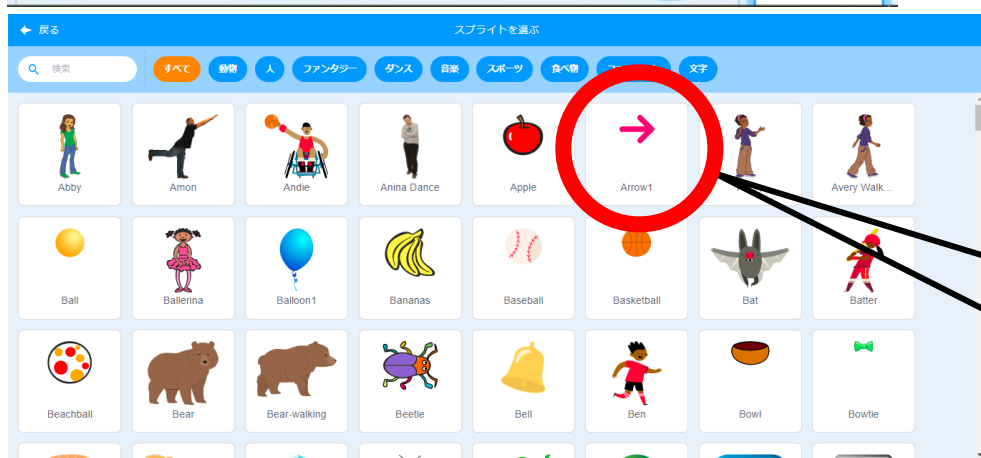 戻る
スプライトを選ぶ
検索
すべて 動物 人 ファンタジー ダンス 音楽 スポーツ 食べ物 文字
Abby Amon Andie Anina Dance Apple Arrow1 Avery Walk...
Ball Ballerina Balloon1 Bananas Baseball Basketball Bat Batter
Beachball Bear Bear-walking Beetle Bell Ben Bowl Bowtie